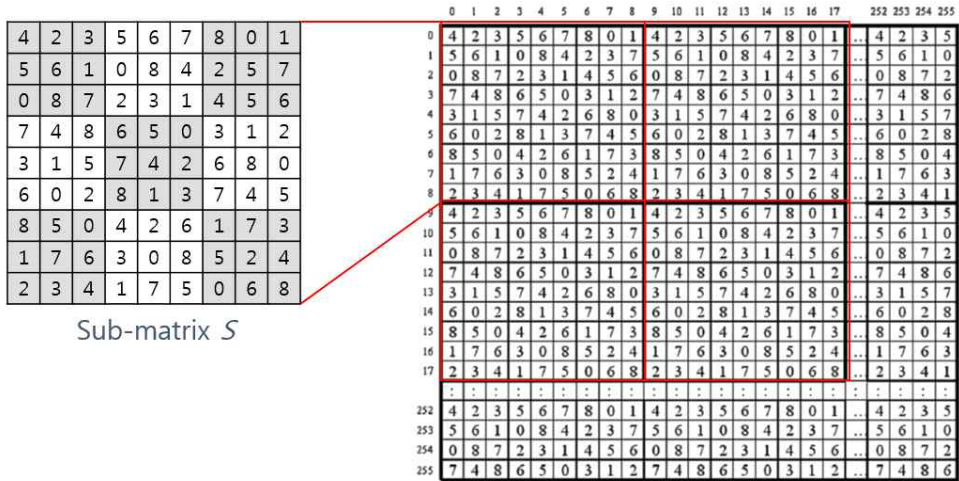 4 2 3 5 6 7 8 0 1
5 6 1 0 8 4 2 5 7
0 8 7 2 3 1 4 5 6
7 4 8 6 5 0 3 1 2
3 1 5 7 4 2 6 8 0
6 0 2 8 1 3 7 4 5
8 5 0 4 2 6 1 7 3
1 7 6 3 0 8 5 2 4
2 3 4 1 7 5 0 6 8
Sub-matrix S
0 1 2 3 4 5 6 7 8 9 10 11 12 13 14 15 16 17 252 253 254 255
0 4 2 3 5 6 7 8 0 1 4 2 3 5 6 7 8 0 1 ... 4 2 3 5
1 5 6 1 0 8 4 2 3 7 5 6 1 0 8 4 2 3 7 ... 5 6 1 0
2 0 8 7 2 3 1 4 5 6 0 8 7 2 3 1 4 5 6 ... 0 8 7 2
3 7 4 8 6 5 0 3 1 2 7 4 8 6 5 0 3 1 2 ... 7 4 8 6
4 3 1 5 7 4 2 6 8 0 3 1 5 7 4 2 6 8 0 ... 3 1 5 7
5 6 0 2 8 1 3 7 4 5 6 0 2 8 1 3 7 4 5 ... 6 0 2 8
6 8 5 0 4 2 6 1 7 3 8 5 0 4 2 6 1 7 3 ... 8 5 0 4
7 1 7 6 3 0 8 5 2 4 1 7 6 3 0 8 5 2 4 ... 1 7 6 3
8 2 3 4 1 7 5 0 6 8 2 3 4 1 7 5 0 6 8 ... 2 3 4 1
9 4 2 3 5 6 7 8 0 1 4 2 3 5 6 7 8 0 1 ... 4 2 3 5
10 5 6 1 0 8 4 2 3 7 5 6 1 0 8 4 2 3 7 ... 5 6 1 0
11 0 8 7 2 3 1 4 5 6 0 8 7 2 3 1 4 5 6 ... 0 8 7 2
12 7 4 8 6 5 0 3 1 2 7 4 8 6 5 0 3 1 2 ... 7 4 8 6
13 3 1 5 7 4 2 6 8 0 3 1 5 7 4 2 6 8 0 ... 3 1 5 7
14 6 0 2 8 1 3 7 4 5 6 0 2 8 1 3 7 4 5 ... 6 0 2 8
15 8 5 0 4 2 6 1 7 3 8 5 0 4 2 6 1 7 3 ... 8 5 0 4
16 1 7 6 3 0 8 5 2 4 1 7 6 3 0 8 5 2 4 ... 1 7 6 3
17 2 3 4 1 7 5 0 6 8 2 3 4 1 7 5 0 6 8 ... 2 3 4 1
: : : : : : : : : : : : : : : : : : : : : :
252 4 2 3 5 6 7 8 0 1 4 2 3 5 6 7 8 0 1 ... 4 2 3 5
253 5 6 1 0 8 4 2 3 7 5 6 1 0 8 4 2 3 7 ... 5 6 1 0
254 0 8 7 2 3 1 4 5 6 0 8 7 2 3 1 4 5 6 ... 0 8 7 2
255 7 4 8 6 5 0 3 1 2 7 4 8 6 5 0 3 1 2 ... 7 4 8 6